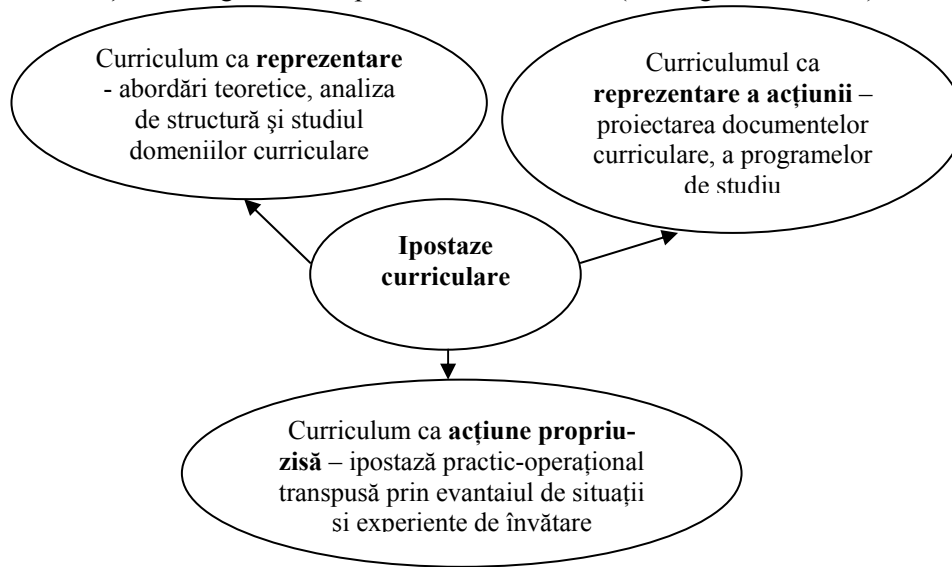 Curriculum ca reprezentare
- abordări teoretice, analiza
de structură şi studiul
domeniilor curriculare
Curriculumul ca
reprezentare a acțiunii –
proiectarea documentelor
curriculare, a programelor
de studiu
Ipostaze
curriculare
Curriculum ca acțiune propriu-
zisă – ipostază practic-operațional
transpusă prin evantaiul de situații
și experiențe de învățare